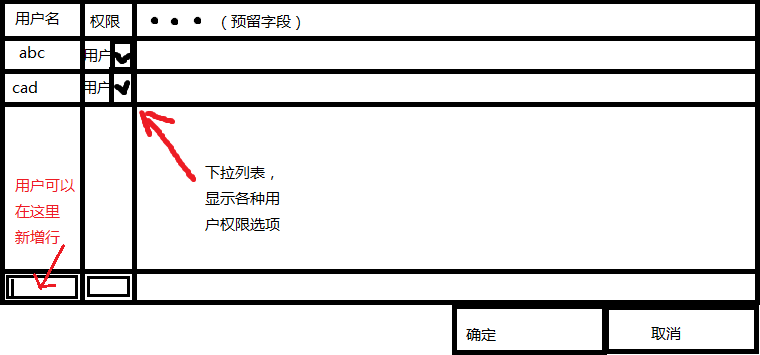 用户名 权限 • • • （预留字段）
abc 用户
cad 用户
下拉列表，
显示各种用
户权限选项
用户可以
在这里
新增行
确定 取消